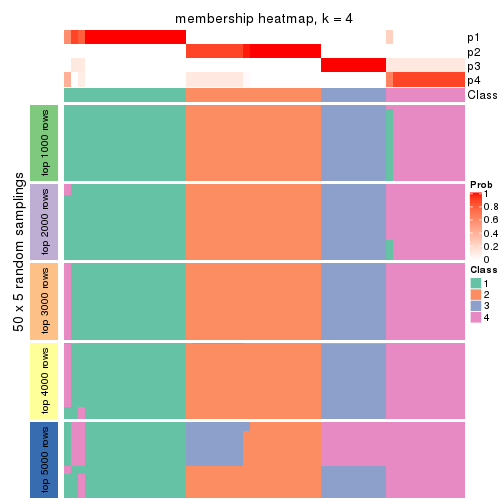 membership heatmap, k = 4
p1
p2
p3
p4
Class
50 x 5 random samplings
top 1000 rows
top 2000 rows
top 3000 rows
top 4000 rows
top 5000 rows
Prob
1
0.8
0.6
0.4
0.2
0
Class
1
2
3
4